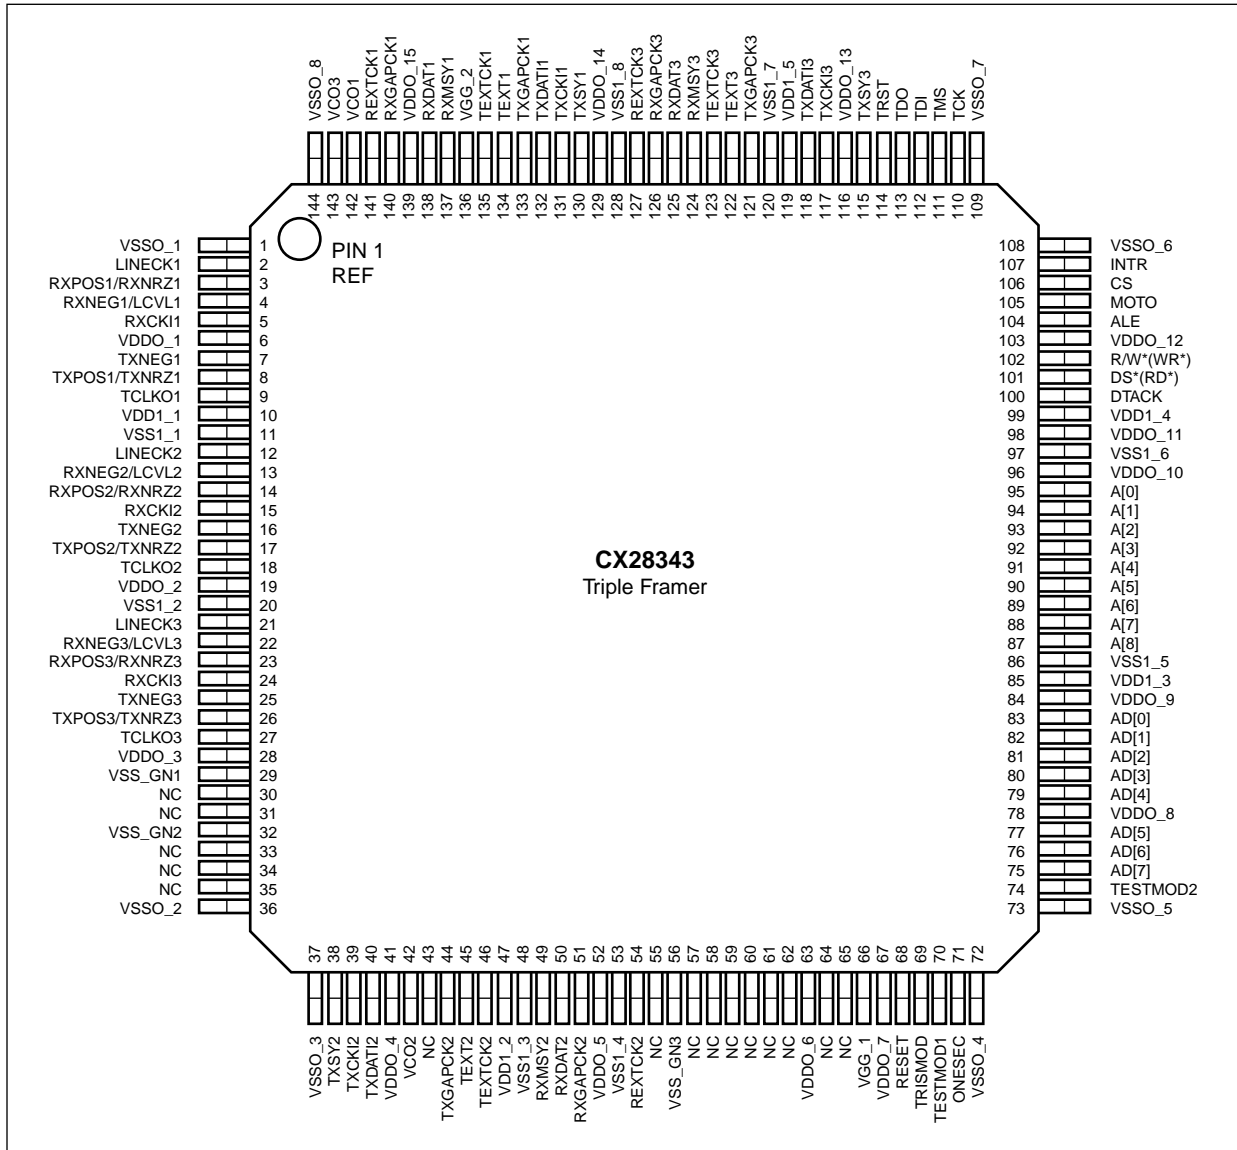 VSSO_8
VCO3
VCO1
REXTCK1
RXGAPCK1
VDDO_15
RXDAT1
RXMSY1
VGG_2
TEXTCK1
TEXT1
TXGAPCK1
TXDATI1
TXCKI1
TXSY1
VDDO_14
VSS1_8
REXTCK3
RXGAPCK3
RXDAT3
RXMSY3
TEXTCK3
TEXT3
TXGAPCK3
VSS1_7
VDD1_5
TXDATI3
TXCKI3
VDDO_13
TXSY3
TRST
TDO
TDI
TMS
TCK
VSSO_7
144
143
142
141
140
139
138
137
136
135
134
133
132
131
130
129
128
127
126
125
124
123
122
121
120
119
118
117
116
115
114
113
112
111
110
109
PIN 1
REF
VSSO_1 1
LINECK1 2
RXPOS1/RXNRZ1 3
RXNEG1/LCVL1 4
RXCKI1 5
VDDO_1 6
TXNEG1 7
TXPOS1/TXNRZ1 8
TCLKO1 9
VDD1_1 10
VSS1_1 11
LINECK2 12
RXNEG2/LCVL2 13
RXPOS2/RXNRZ2 14
RXCKI2 15
TXNEG2 16
TXPOS2/TXNRZ2 17
TCLKO2 18
VDDO_2 19
VSS1_2 20
LINECK3 21
RXNEG3/LCVL3 22
RXPOS3/RXNRZ3 23
RXCKI3 24
TXNEG3 25
TXPOS3/TXNRZ3 26
TCLKO3 27
VDDO_3 28
VSS_GN1 29
NC 30
NC 31
VSS_GN2 32
NC 33
NC 34
NC 35
VSSO_2 36
CX28343
Triple Framer
108 VSSO_6
107 INTR
106 CS
105 MOTO
104 ALE
103 VDDO_12
102 R/W*(WR*)
101 DS*(RD*)
100 DTACK
99 VDD1_4
98 VDDO_11
97 VSS1_6
96 VDDO_10
95 A[0]
94 A[1]
93 A[2]
92 A[3]
91 A[4]
90 A[5]
89 A[6]
88 A[7]
87 A[8]
86 VSS1_5
85 VDD1_3
84 VDDO_9
83 AD[0]
82 AD[1]
81 AD[2]
80 AD[3]
79 AD[4]
78 VDDO_8
77 AD[5]
76 AD[6]
75 AD[7]
74 TESTMOD2
73 VSSO_5
37
38
39
40
41
42
43
44
45
46
47
48
49
50
51
52
53
54
55
56
57
58
59
60
61
62
63
64
65
66
67
68
69
70
71
72
VSSO_3
TXSY2
TXCKI2
TXDATI2
VDDO_4
VCO2
NC
TXGAPCK2
TEXT2
TEXTCK2
VDD1_2
VSS1_3
RXMSY2
RXDAT2
RXGAPCK2
VDDO_5
VSS1_4
REXTCK2
NC
VSS_GN3
NC
NC
NC
NC
NC
NC
VDDO_6
NC
NC
VGG_1
VDDO_7
RESET
TRISMOD
TESTMOD1
ONESEC
VSSO_4